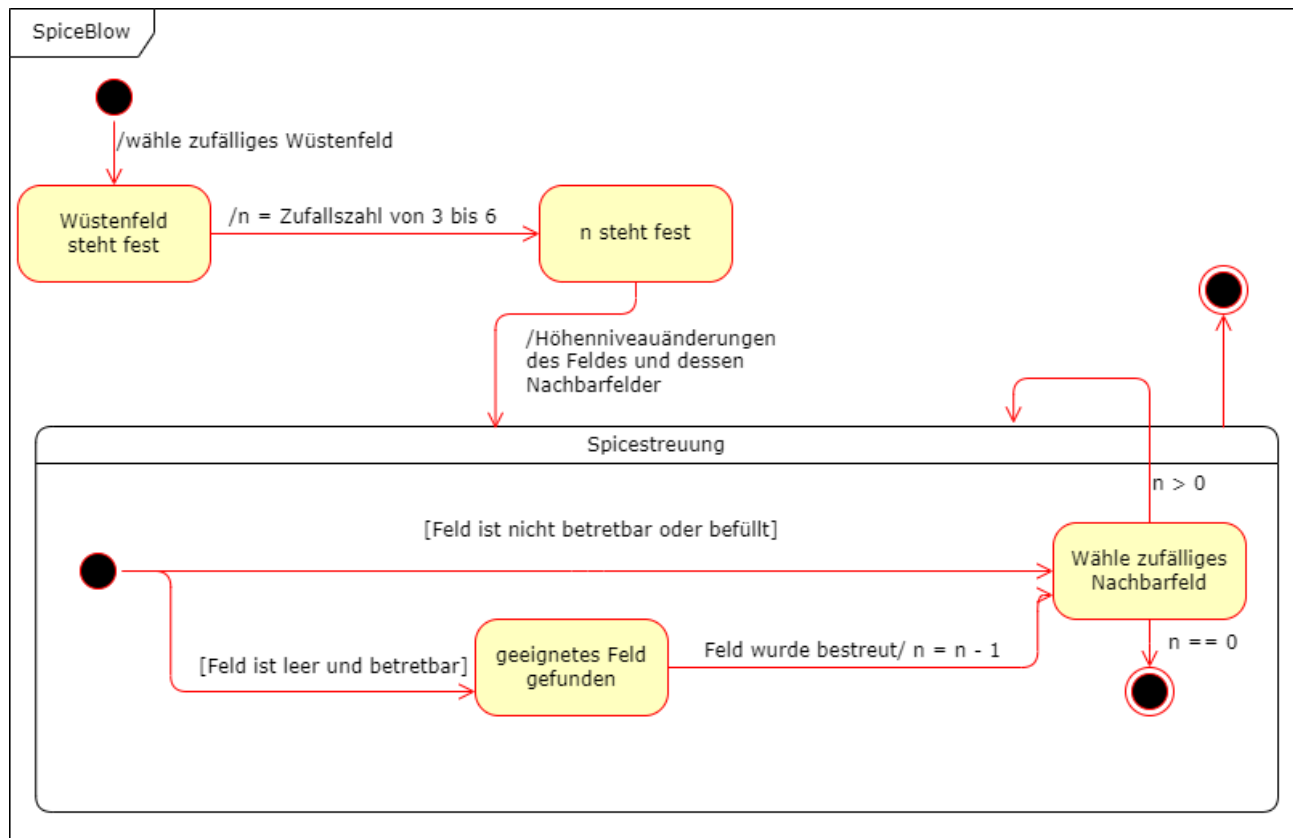 SpiceBlow
/wähle zufälliges Wüstenfeld
Wüstenfeld
steht fest
/n = Zufallszahl von 3 bis 6
n steht fest
/Höhenniveauänderungen
des Feldes und dessen
Nachbarfelder
Spicestreuung
n > 0
[Feld ist nicht betretbar oder befüllt]
Wähle zufälliges
Nachbarfeld
[Feld ist leer und betretbar]
geeignetes Feld
gefunden
Feld wurde bestreut/ n = n - 1
n == 0